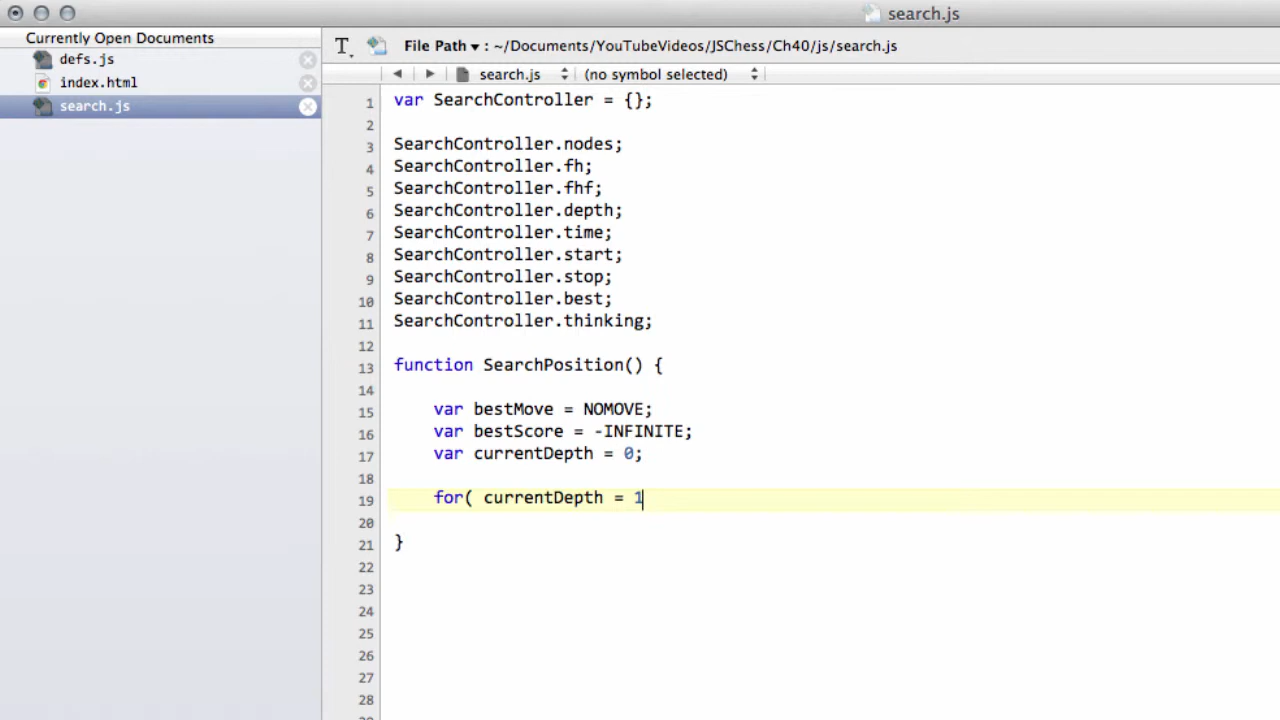 search.js
Currently Open Documents
defs.js
index.html
search.js
File Path ▾ : ~/Documents/YouTubeVideos/JSChess/Ch40/js/search.js
search.js (no symbol selected)
1 var SearchController = {};
2
3 SearchController.nodes;
4 SearchController.fh;
5 SearchController.fhf;
6 SearchController.depth;
7 SearchController.time;
8 SearchController.start;
9 SearchController.stop;
10 SearchController.best;
11 SearchController.thinking;
12
13 function SearchPosition() {
14
15 var bestMove = NOMOVE;
16 var bestScore = -INFINITE;
17 var currentDepth = 0;
18
19 for( currentDepth = 1
20
21 }
22
23
24
25
26
27
28